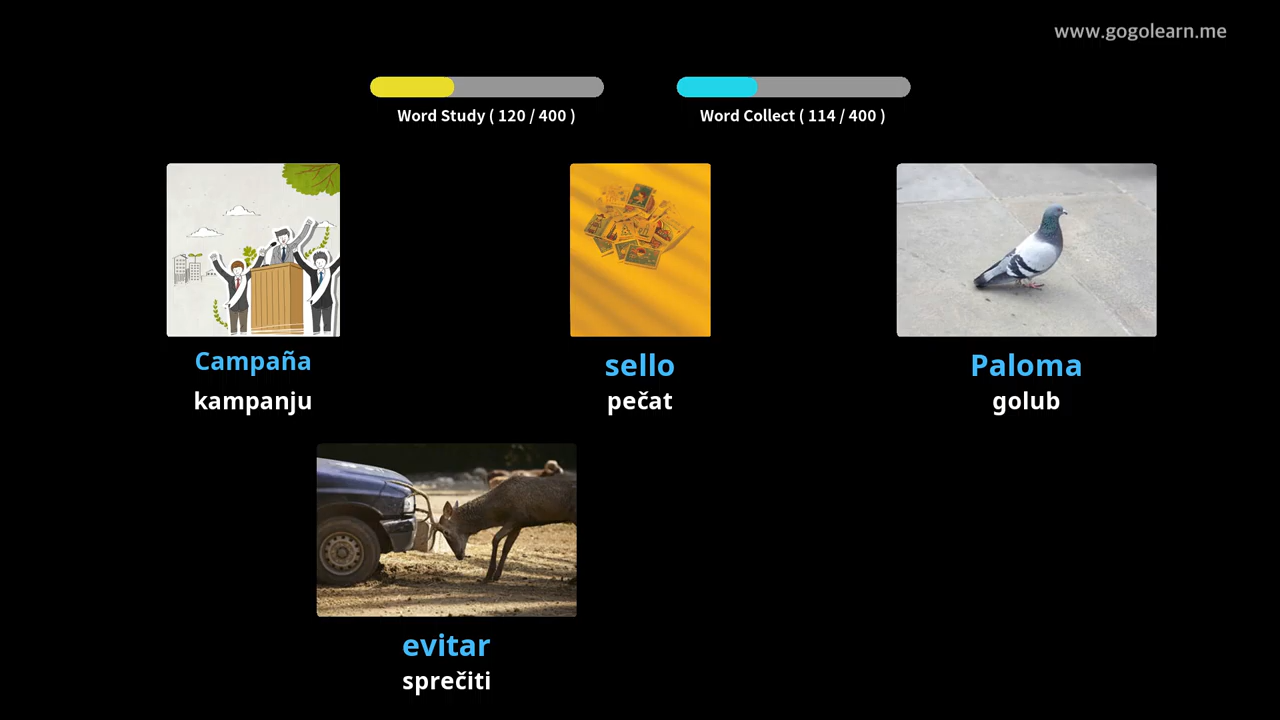 www.gogolearn.me
Word Study ( 120 / 400 )
Word Collect ( 114 / 400 )
Campaña
kampanju
sello
pečat
Paloma
golub
evitar
sprečiti